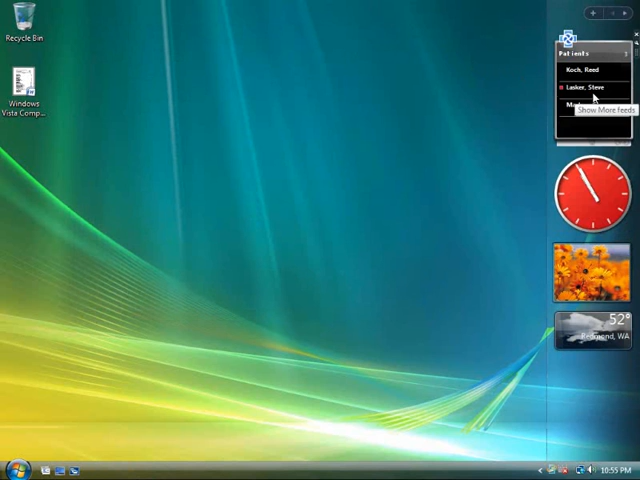 Recycle Bin
Windows
Vista Comp...
Patients
Koch, Reed
Lasker, Steve
Show More feeds
52°
Redmond, WA
10:55 PM